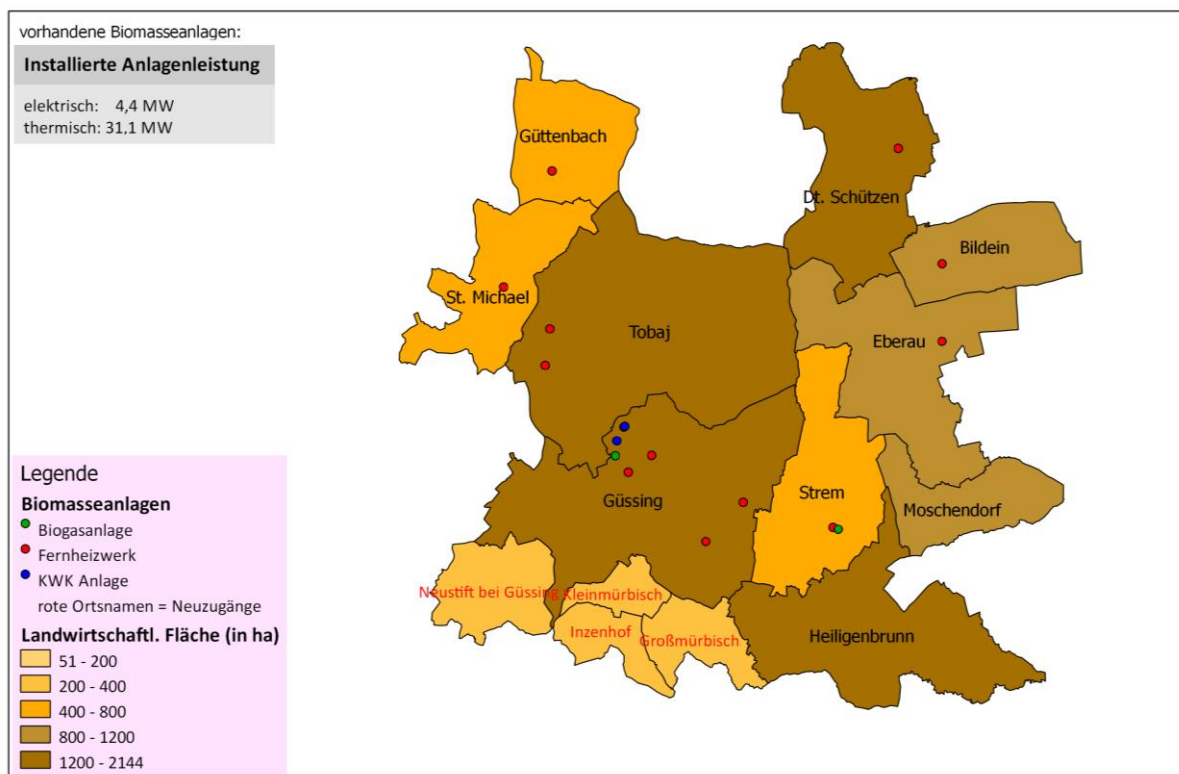 vorhandene Biomasseanlagen:
Installierte Anlagenleistung
elektrisch: 4,4 MW
thermisch: 31,1 MW
Güttenbach
Dt. Schützen
Bildein
St. Michael
Tobaj
Eberau
Güssing
Strem
Moschendorf
Neustift bei Güssing
Kleinmürbisch
Inzenhof
Großmürbisch
Heiligenbrunn
Legende
Biomasseanlagen
Biogasanlage
Fernheizwerk
KWK Anlage
rote Ortsnamen = Neuzugänge
Landwirtschaftl. Fläche (in ha)
51 - 200
200 - 400
400 - 800
800 - 1200
1200 - 2144